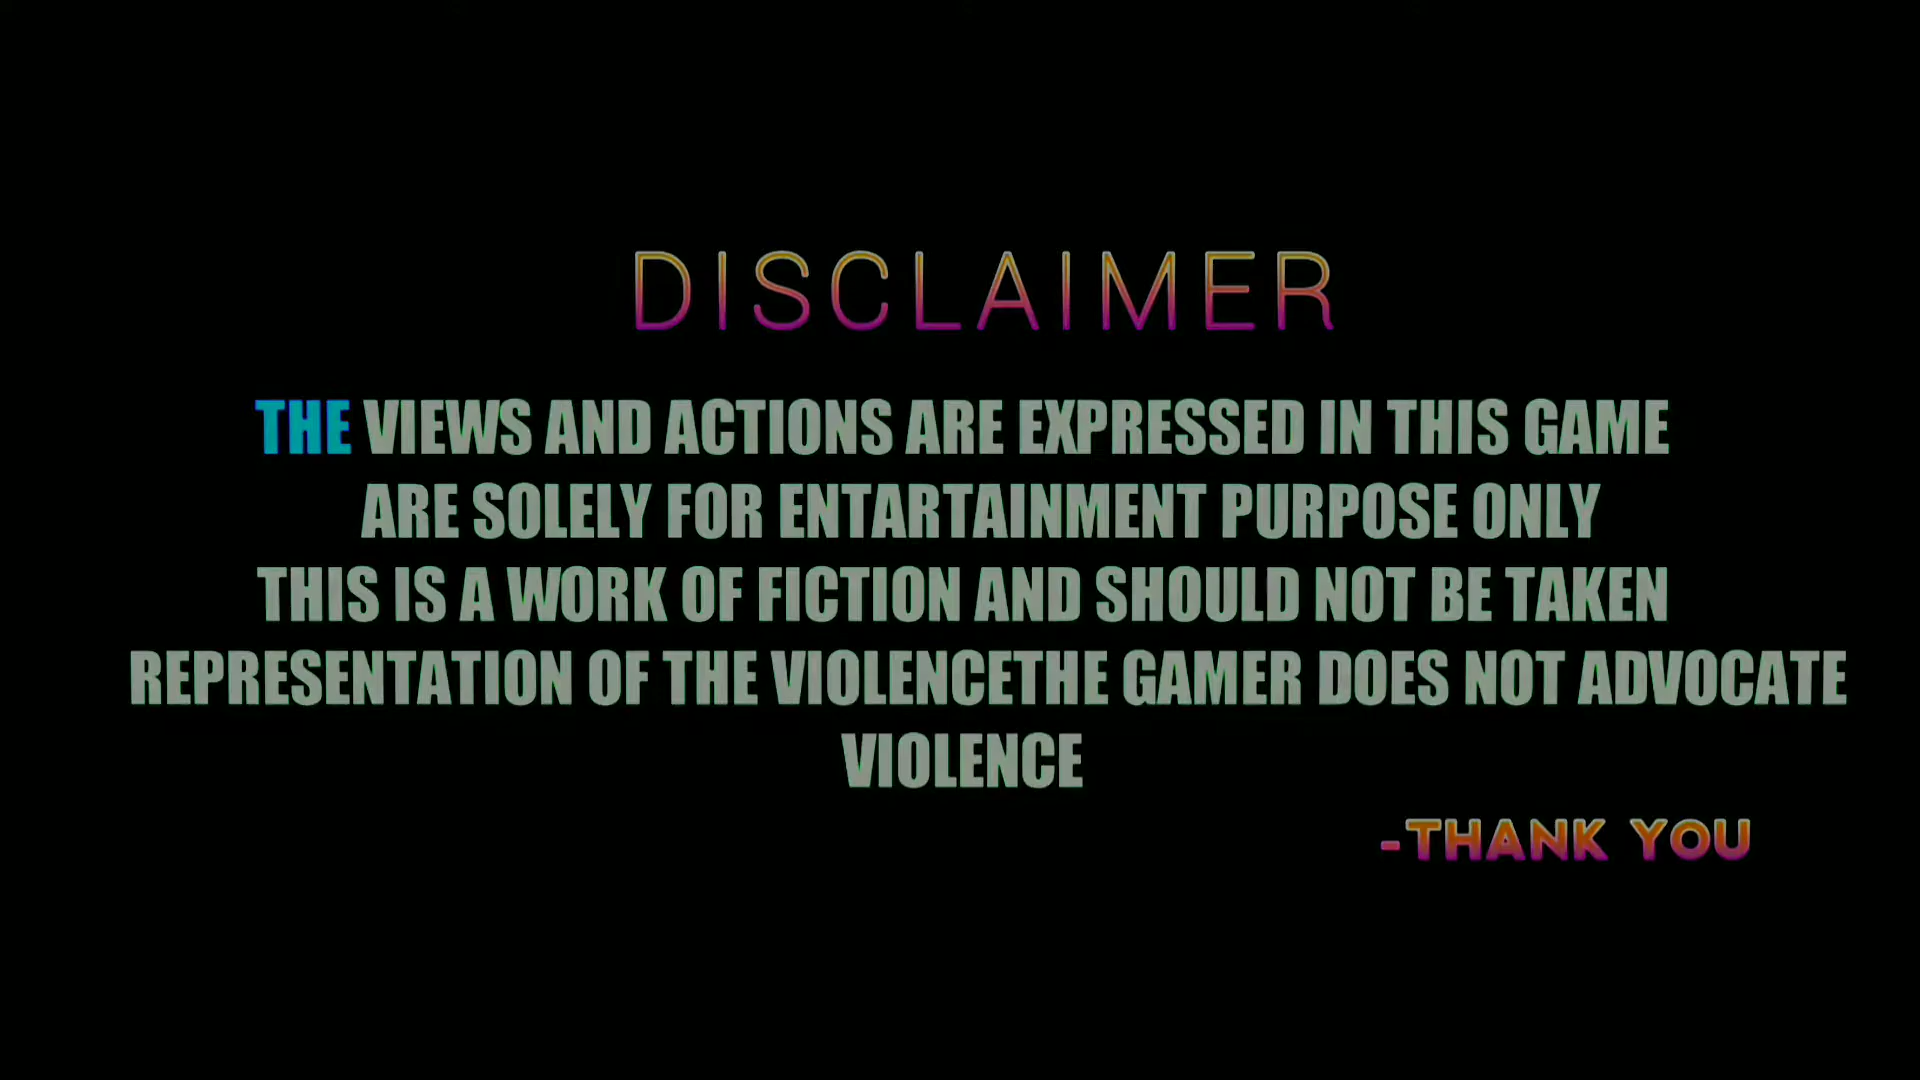 DISCLAIMER
THE VIEWS AND ACTIONS ARE EXPRESSED IN THIS GAME
ARE SOLELY FOR ENTARTAINMENT PURPOSE ONLY
THIS IS A WORK OF FICTION AND SHOULD NOT BE TAKEN
REPRESENTATION OF THE VIOLENCETHE GAMER DOES NOT ADVOCATE
VIOLENCE
-THANK YOU